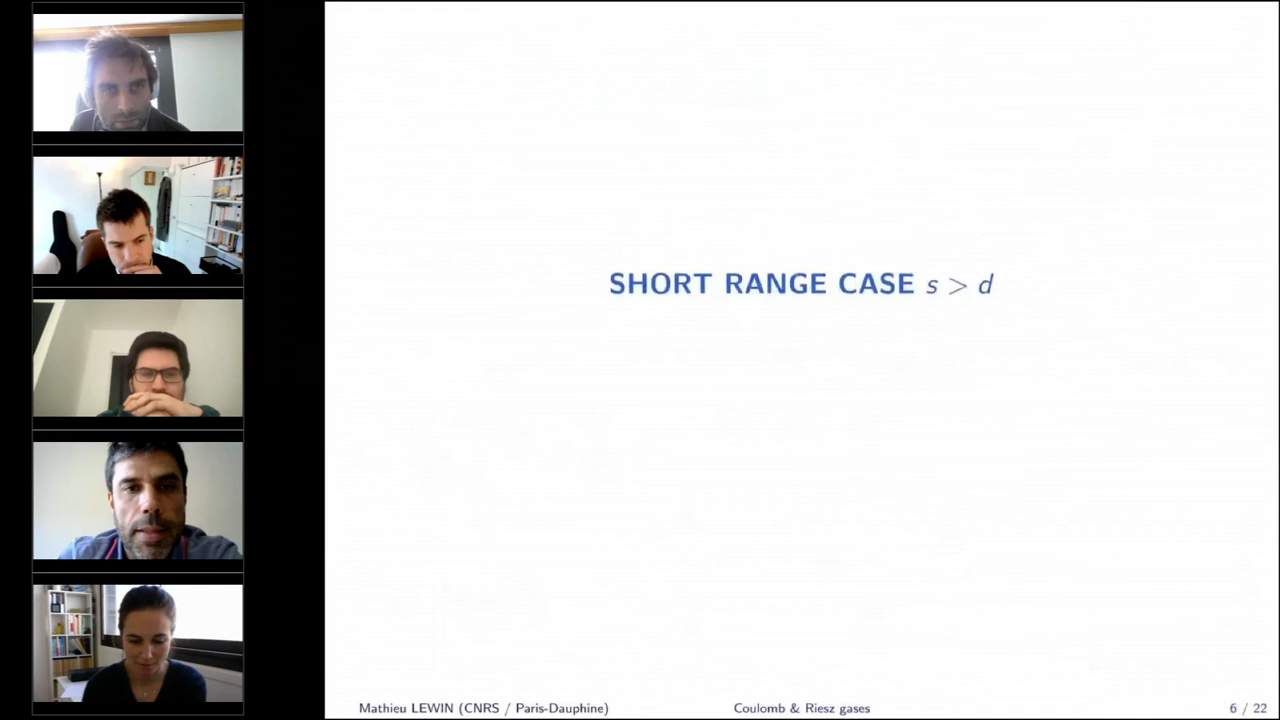 SHORT RANGE CASE s > d
Mathieu LEWIN (CNRS / Paris-Dauphine) Coulomb & Riesz gases 6 / 22